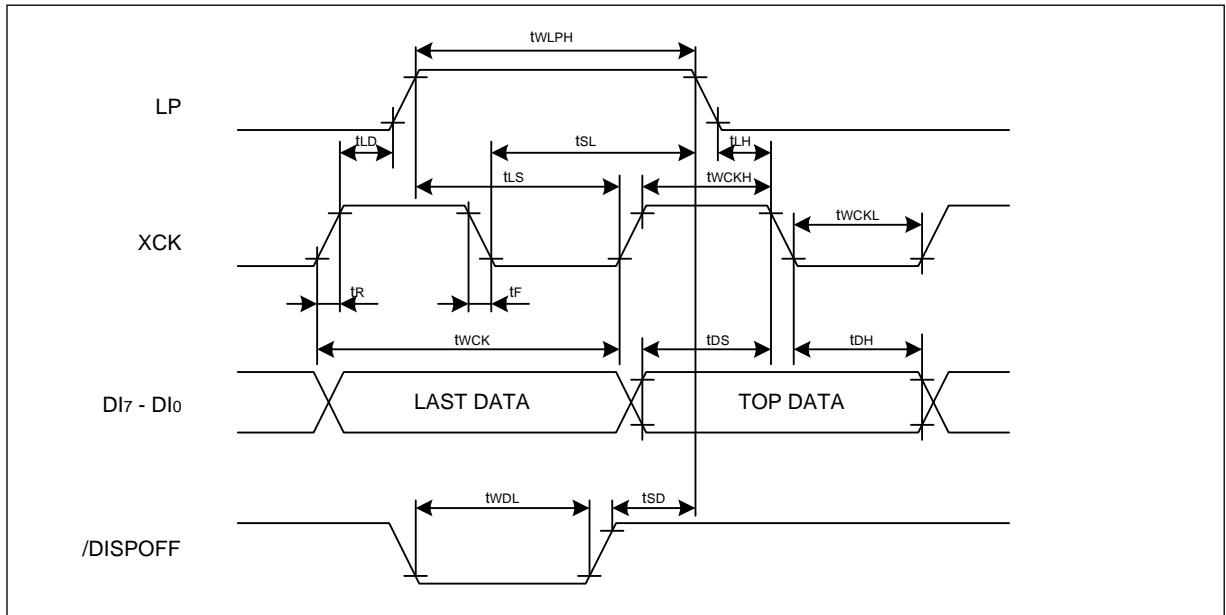 tWLPH
LP
tLD
tSL
tLH
tLS
tWCKH
tWCKL
XCK
tR
tF
tWCK
tDS
tDH
DI7 - DI0
LAST DATA
TOP DATA
tWDL
tSD
/DISPOFF